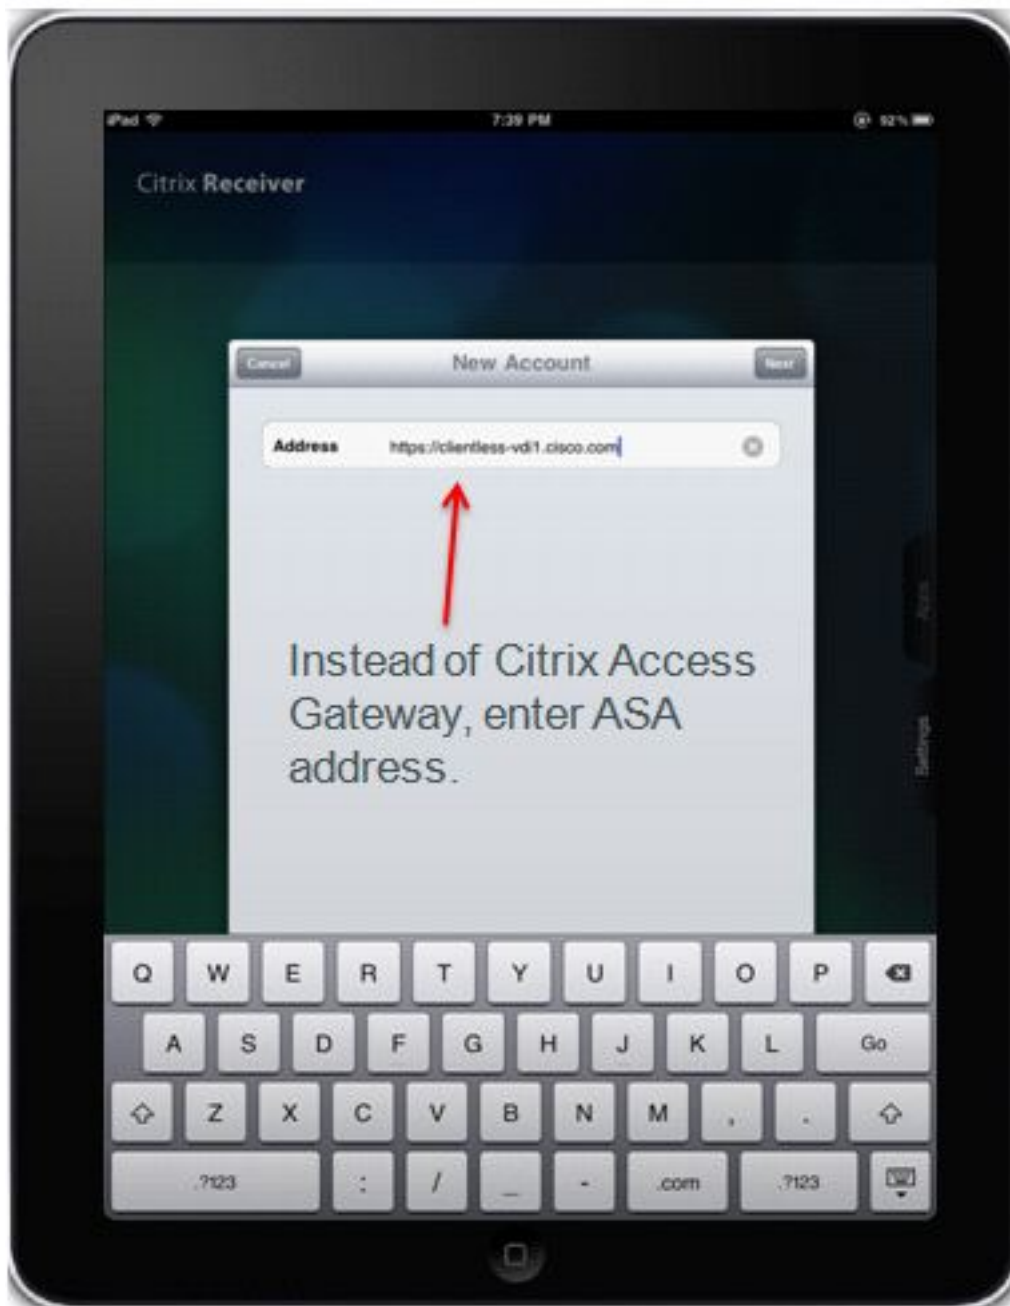 iPad 7:39 PM 92%
Citrix Receiver
Cancel New Account Next
Address https://clientless-vdi1.cisco.com
Instead of Citrix Access
Gateway, enter ASA
address.
Apps
Settings
Q W E R T Y U I O P
A S D F G H J K L Go
Z X C V B N M , .
.?123 : / _ - .com .?123